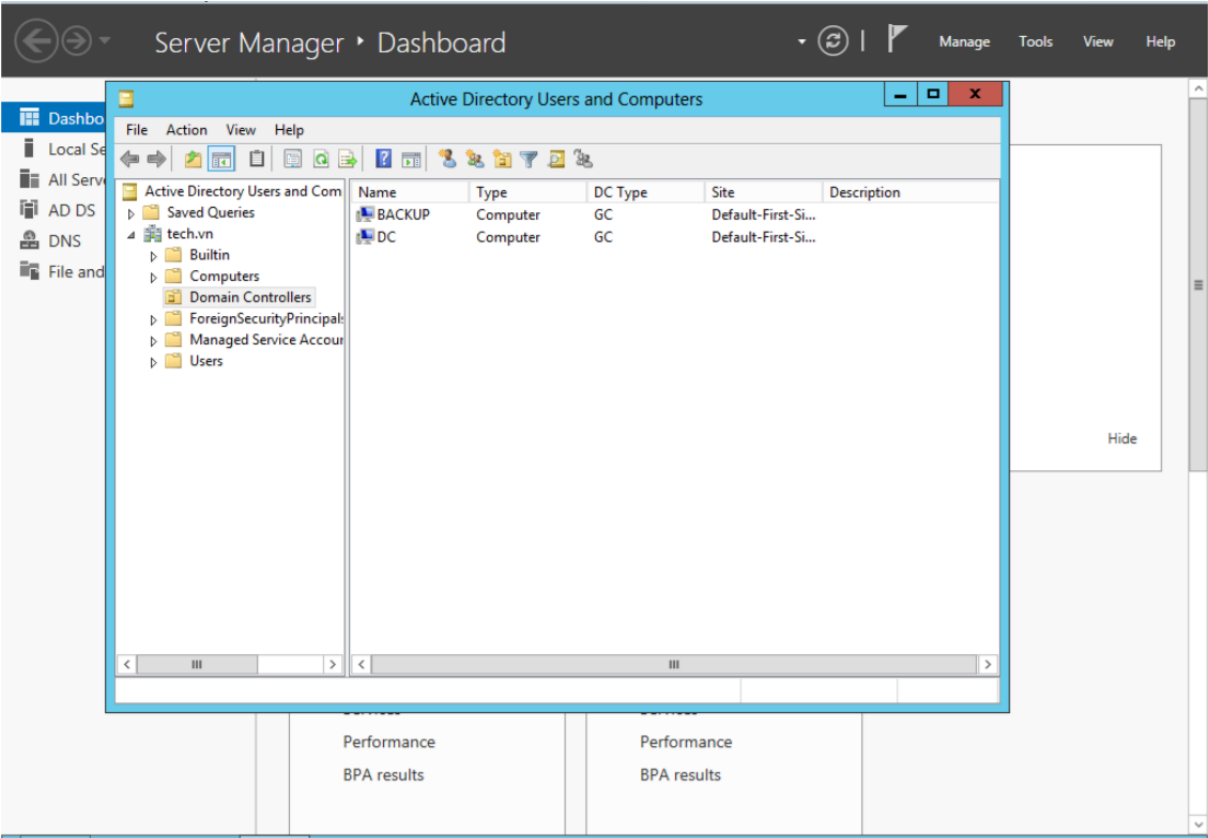 Server Manager ‣ Dashboard
Manage Tools View Help
Active Directory Users and Computers
File Action View Help
Dashbo
Local Se
All Serve
AD DS
DNS
File and
Active Directory Users and Com
Saved Queries
tech.vn
Builtin
Computers
Domain Controllers
ForeignSecurityPrincipals
Managed Service Accour
Users
Name Type DC Type Site Description
BACKUP Computer GC Default-First-Si...
DC Computer GC Default-First-Si...
Hide
Performance Performance
BPA results BPA results